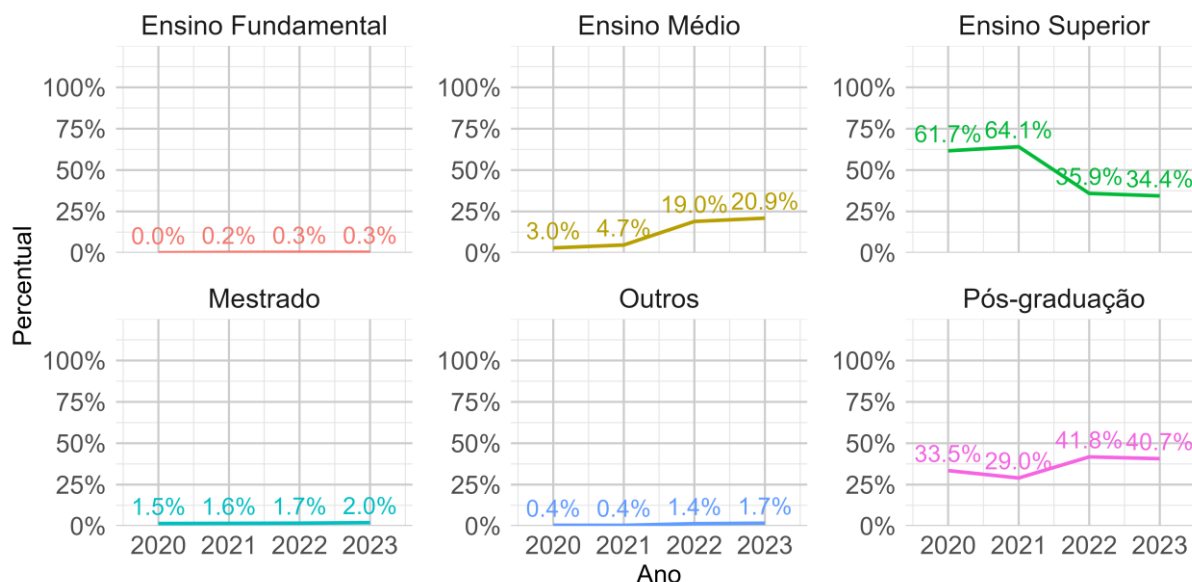 Ensino Fundamental
Ensino Médio
Ensino Superior
Percentual
100%
75%
50%
25%
0%
0.0% 0.2% 0.3% 0.3%
100%
75%
50%
25%
0%
3.0% 4.7% 19.0% 20.9%
100%
75%
50%
25%
0%
61.7% 64.1% 35.9% 34.4%
Mestrado
Outros
Pós-graduação
100%
75%
50%
25%
0%
1.5% 1.6% 1.7% 2.0%
2020 2021 2022 2023
100%
75%
50%
25%
0%
0.4% 0.4% 1.4% 1.7%
2020 2021 2022 2023
100%
75%
50%
25%
0%
33.5% 29.0% 41.8% 40.7%
2020 2021 2022 2023
Ano